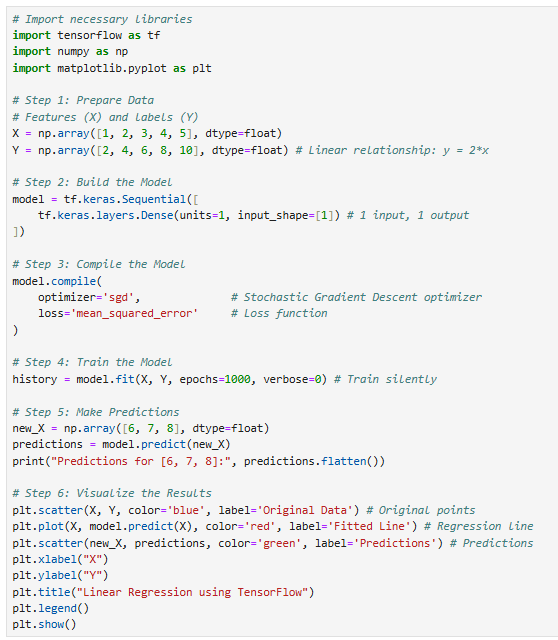 # Import necessary libraries
import tensorflow as tf
import numpy as np
import matplotlib.pyplot as plt
# Step 1: Prepare Data
# Features (X) and labels (Y)
X = np.array([1, 2, 3, 4, 5], dtype=float)
Y = np.array([2, 4, 6, 8, 10], dtype=float) # Linear relationship: y = 2*x
# Step 2: Build the Model
model = tf.keras.Sequential([
    tf.keras.layers.Dense(units=1, input_shape=[1]) # 1 input, 1 output
])
# Step 3: Compile the Model
model.compile(
    optimizer='sgd',              # Stochastic Gradient Descent optimizer
    loss='mean_squared_error'     # Loss function
)
# Step 4: Train the Model
history = model.fit(X, Y, epochs=1000, verbose=0) # Train silently
# Step 5: Make Predictions
new_X = np.array([6, 7, 8], dtype=float)
predictions = model.predict(new_X)
print("Predictions for [6, 7, 8]:", predictions.flatten())
# Step 6: Visualize the Results
plt.scatter(X, Y, color='blue', label='Original Data') # Original points
plt.plot(X, model.predict(X), color='red', label='Fitted Line') # Regression line
plt.scatter(new_X, predictions, color='green', label='Predictions') # Predictions
plt.xlabel("X")
plt.ylabel("Y")
plt.title("Linear Regression using TensorFlow")
plt.legend()
plt.show()